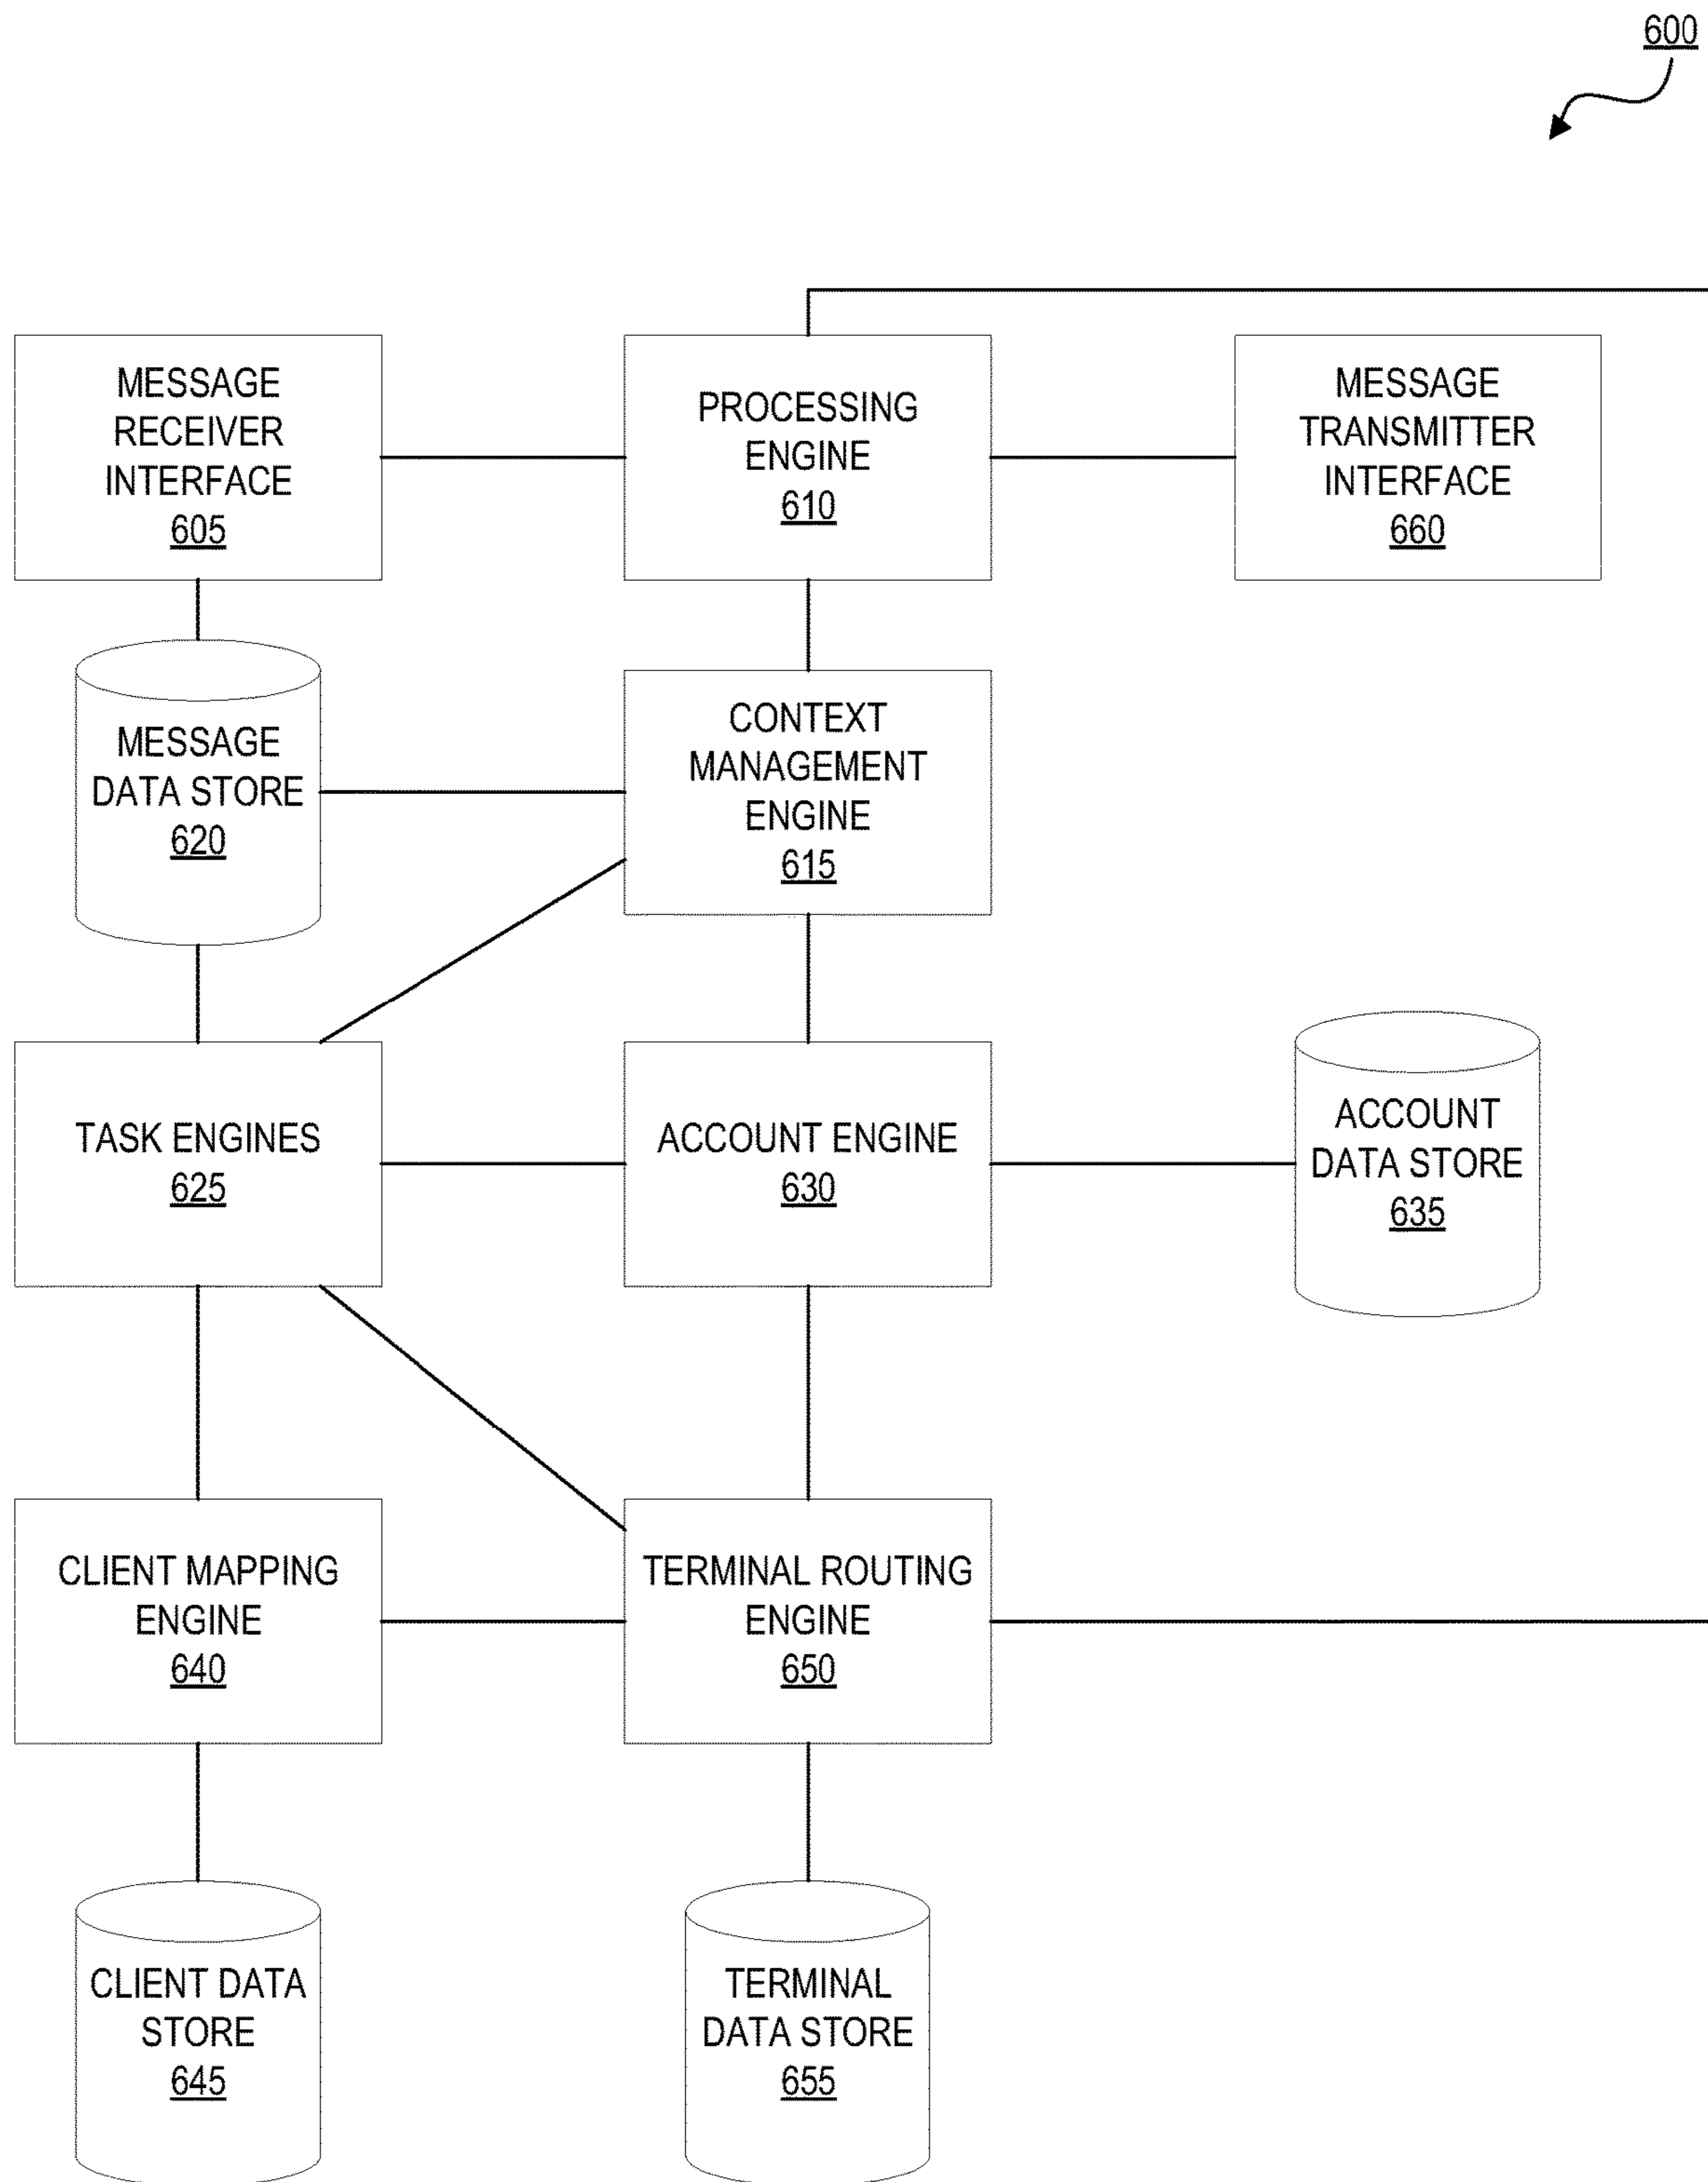 600
MESSAGE
RECEIVER
INTERFACE
605
PROCESSING
ENGINE
610
MESSAGE
TRANSMITTER
INTERFACE
660
MESSAGE
DATA STORE
620
CONTEXT
MANAGEMENT
ENGINE
615
TASK ENGINES
625
ACCOUNT ENGINE
630
ACCOUNT
DATA STORE
635
CLIENT MAPPING
ENGINE
640
TERMINAL ROUTING
ENGINE
650
CLIENT DATA
STORE
645
TERMINAL
DATA STORE
655